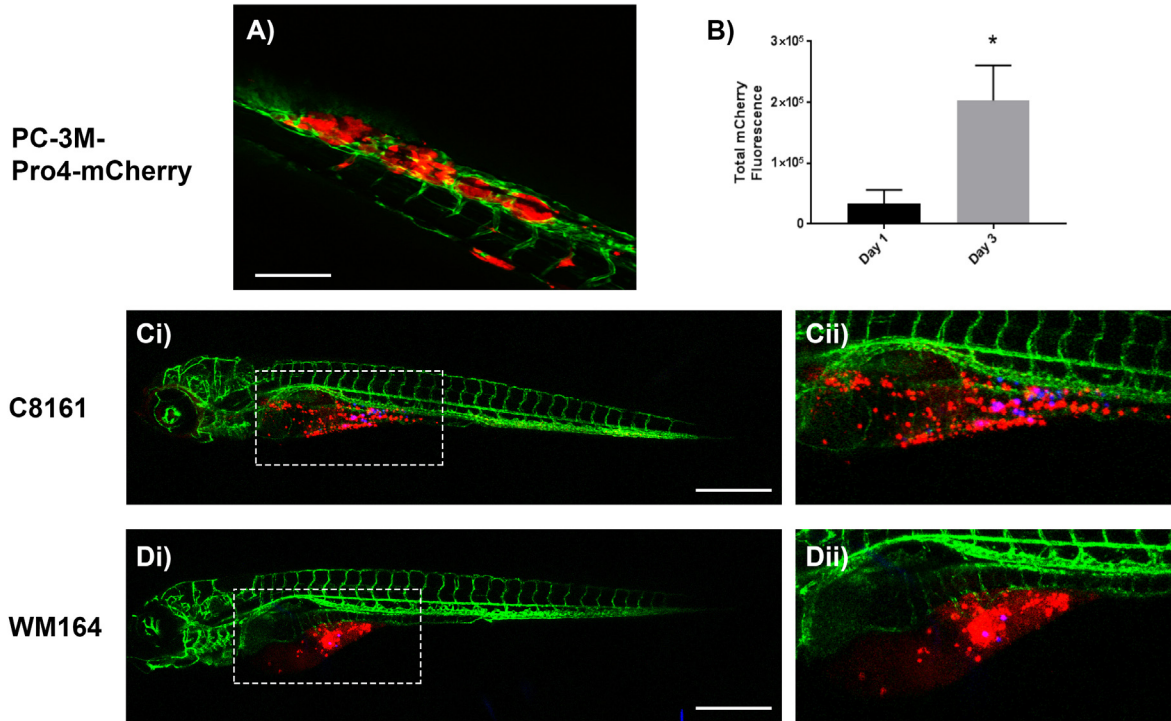 A)
PC-3M-
Pro4-mCherry
B)
*
Total mCherry
Fluorescence
3×10⁵
2×10⁵
1×10⁵
0
Day 1
Day 3
C8161
Ci)
Cii)
WM164
Di)
Dii)